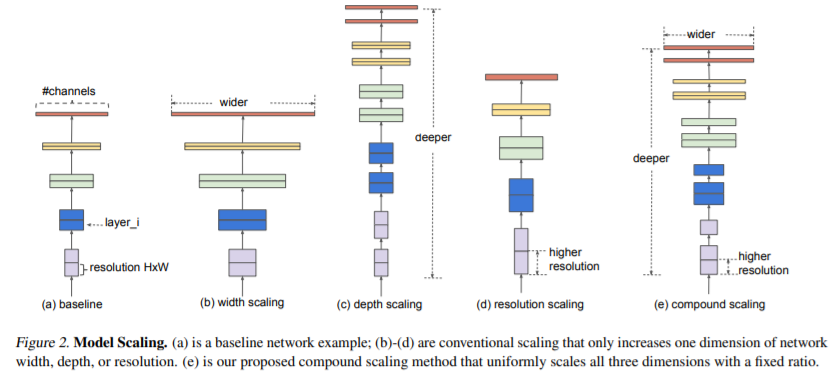 #channels
wider
deeper
wider
deeper
layer_i
resolution HxW
higher
resolution
higher
resolution
(a) baseline
(b) width scaling
(c) depth scaling
(d) resolution scaling
(e) compound scaling
Figure 2. Model Scaling. (a) is a baseline network example; (b)-(d) are conventional scaling that only increases one dimension of network
width, depth, or resolution. (e) is our proposed compound scaling method that uniformly scales all three dimensions with a fixed ratio.